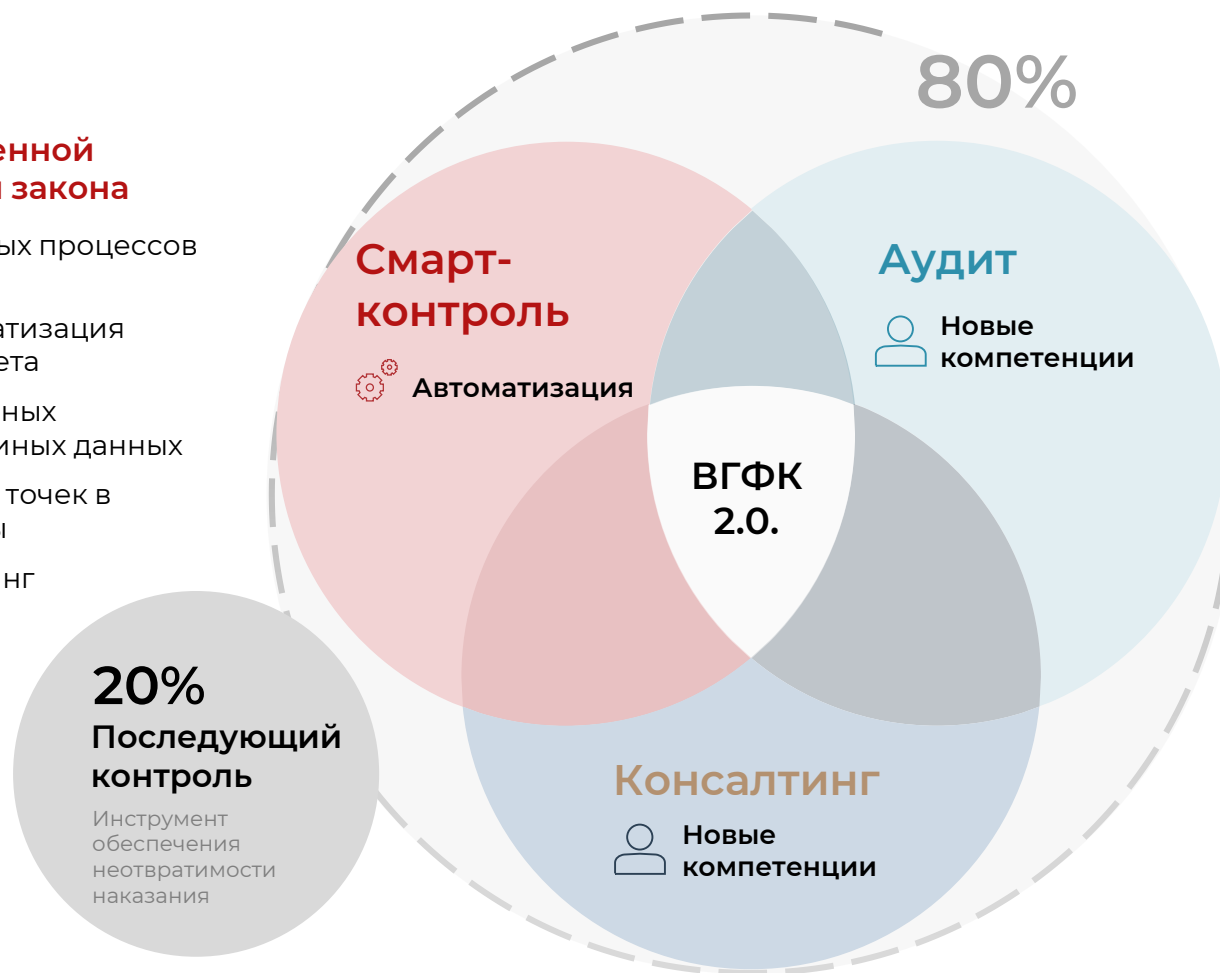 енной
закона
ых процессов
атизация
ета
ных
иных данных
точек в
ы
нг
80%
Смарт-
контроль
Автоматизация
Аудит
Новые
компетенции
ВГФК
2.0.
20%
Последующий
контроль
Инструмент
обеспечения
неотвратимости
наказания
Консалтинг
Новые
компетенции